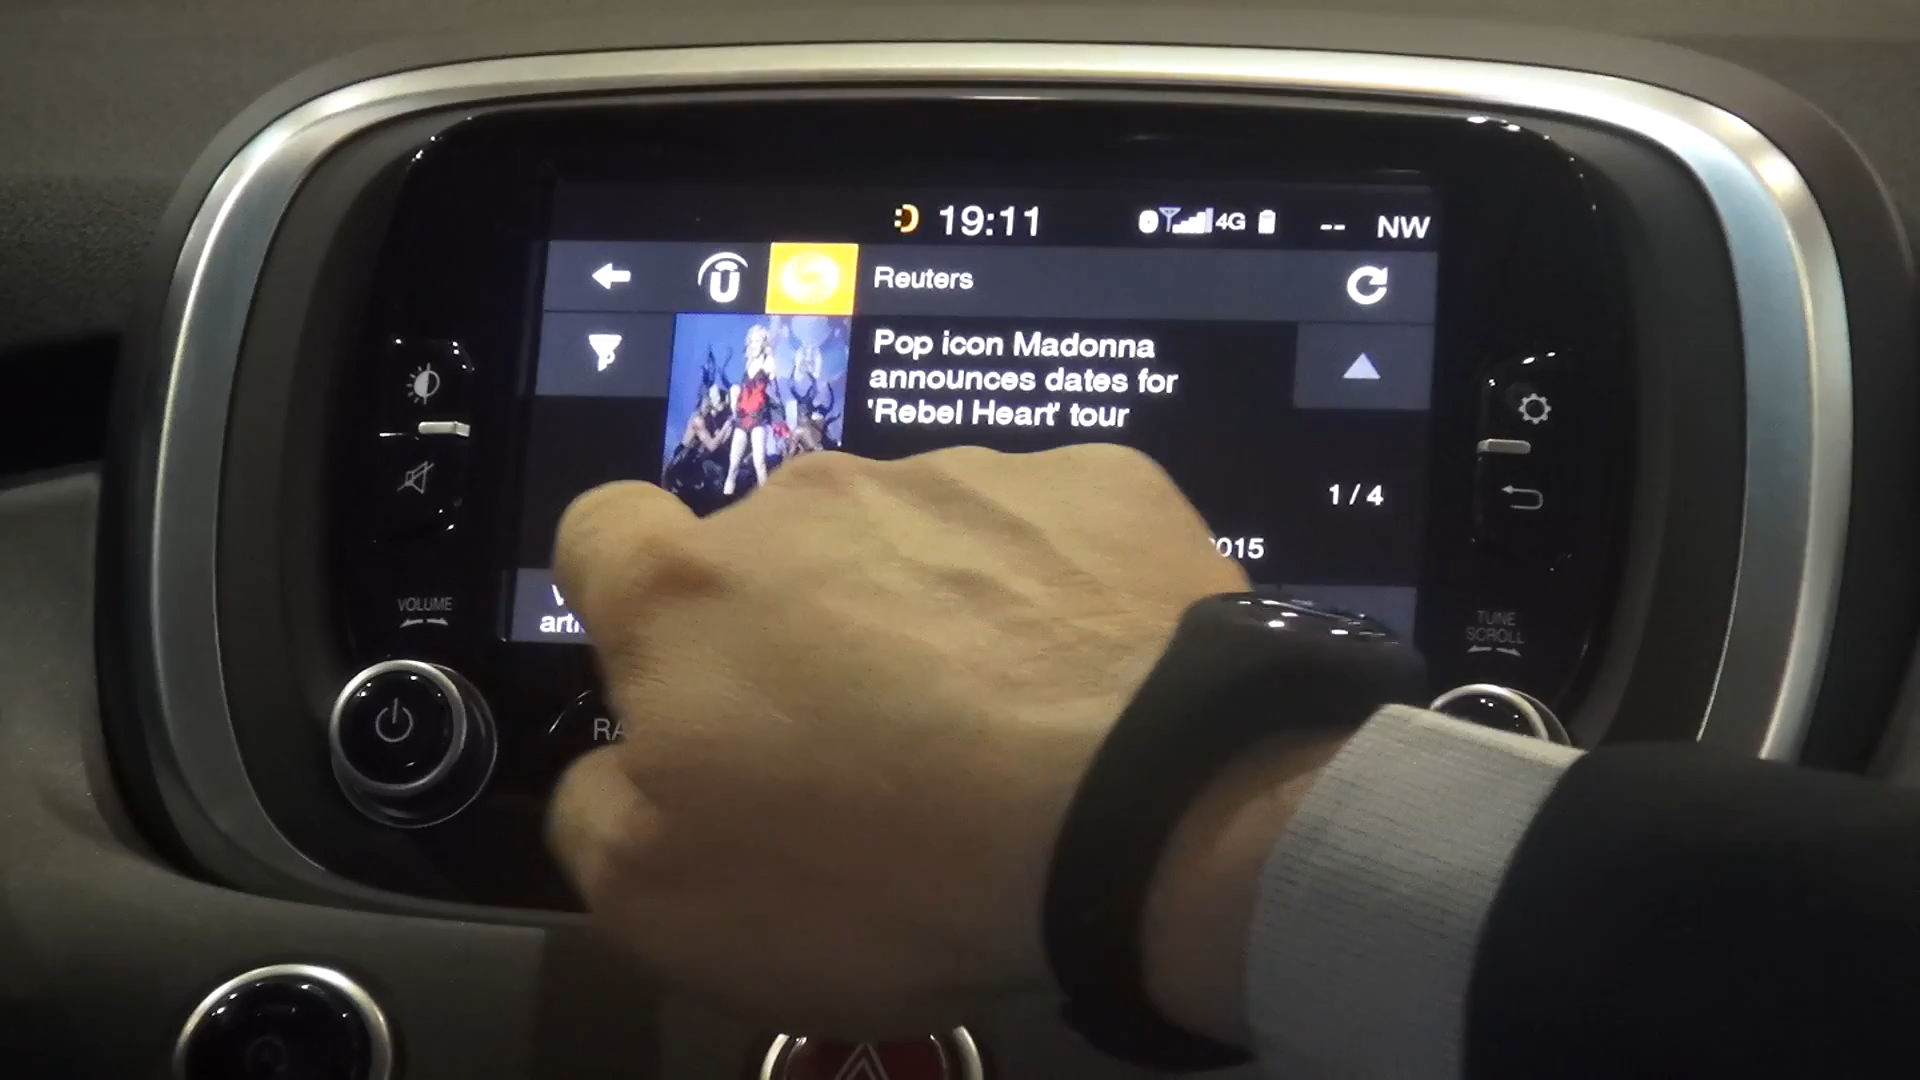 19:11
4G
-- NW
Reuters
Pop icon Madonna
announces dates for
'Rebel Heart' tour
1 / 4
015
VOLUME
TUNE
SCROLL